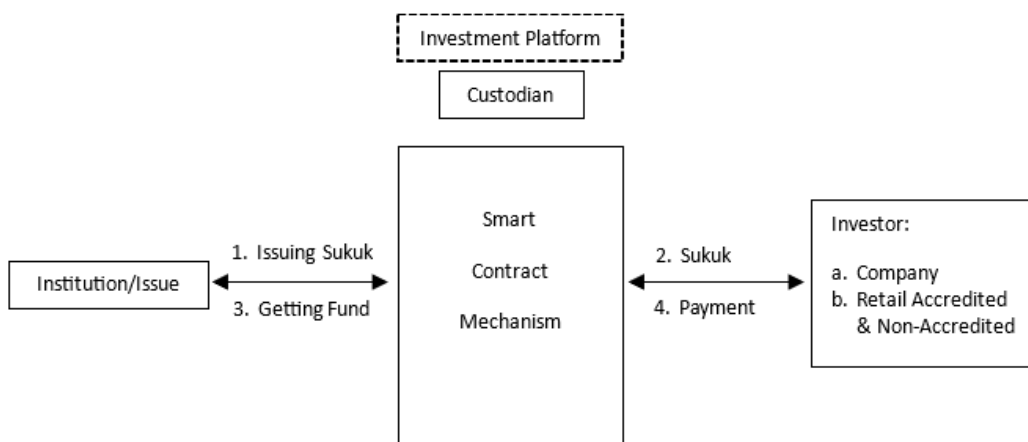 Investment Platform
Custodian
Smart
Contract
Mechanism
1. Issuing Sukuk
3. Getting Fund
Institution/Issue
2. Sukuk
4. Payment
Investor:
a. Company
b. Retail Accredited
& Non-Accredited